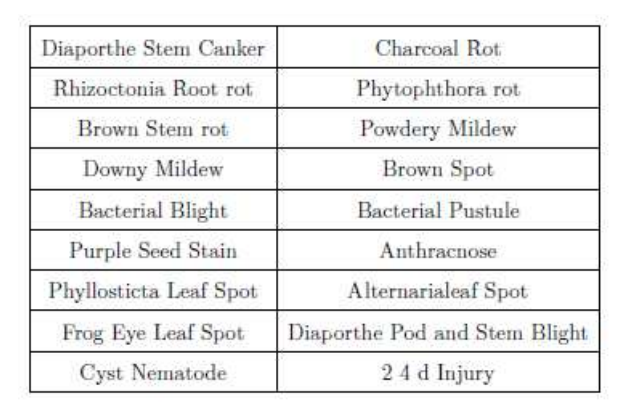 Diaporthe Stem Canker Charcoal Rot
Rhizoctonia Root rot Phytophthora rot
Brown Stem rot Powdery Mildew
Downy Mildew Brown Spot
Bacterial Blight Bacterial Pustule
Purple Seed Stain Anthracnose
Phyllosticta Leaf Spot Alternarialeaf Spot
Frog Eye Leaf Spot Diaporthe Pod and Stem Blight
Cyst Nematode 2 4 d Injury